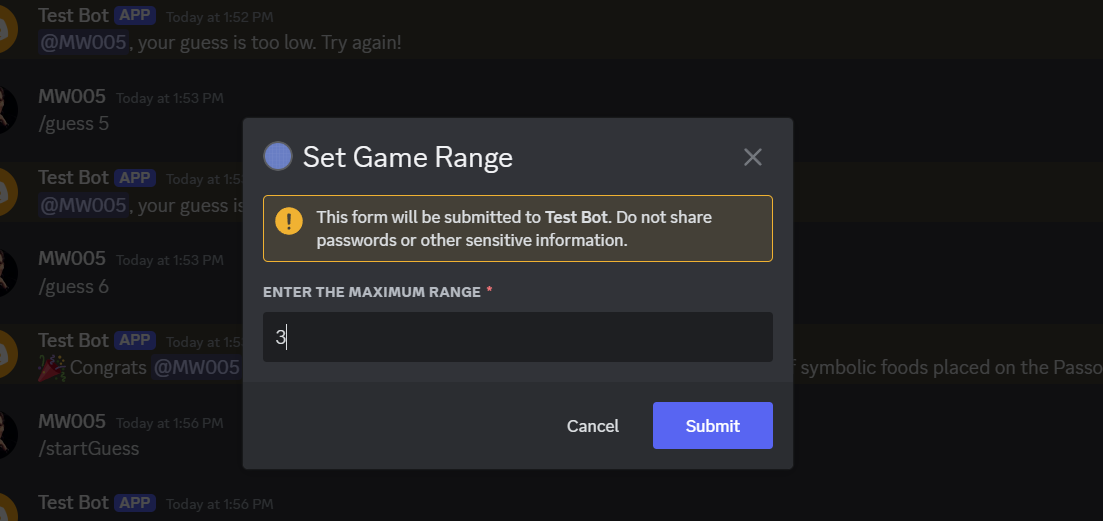 Test Bot APP Today at 1:52 PM
@MW005, your guess is too low. Try again!
MW005 Today at 1:53 PM
/guess 5
Test Bot APP Today at 1:5
@MW005, your guess is
MW005 Today at 1:53 PM
/guess 6
Test Bot APP Today at 1:5
Congrats @MW005 symbolic foods placed on the Passo
MW005 Today at 1:56 PM
/startGuess
Test Bot APP Today at 1:56 PM
Set Game Range
This form will be submitted to Test Bot. Do not share
passwords or other sensitive information.
ENTER THE MAXIMUM RANGE *
3
Cancel Submit